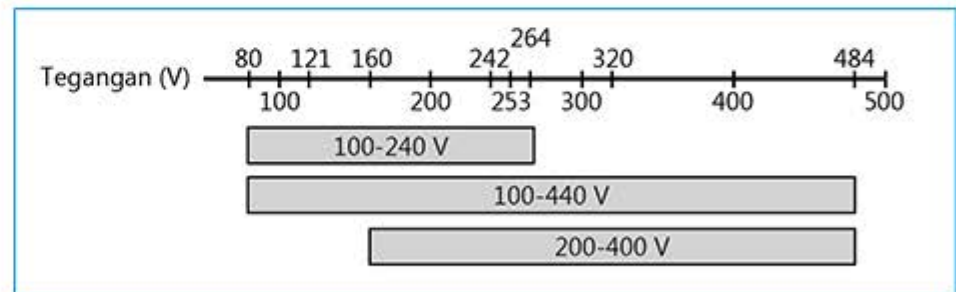 264
80 121 160 242 320 484
Tegangan (V)
100 200 253 300 400 500
100-240 V
100-440 V
200-400 V